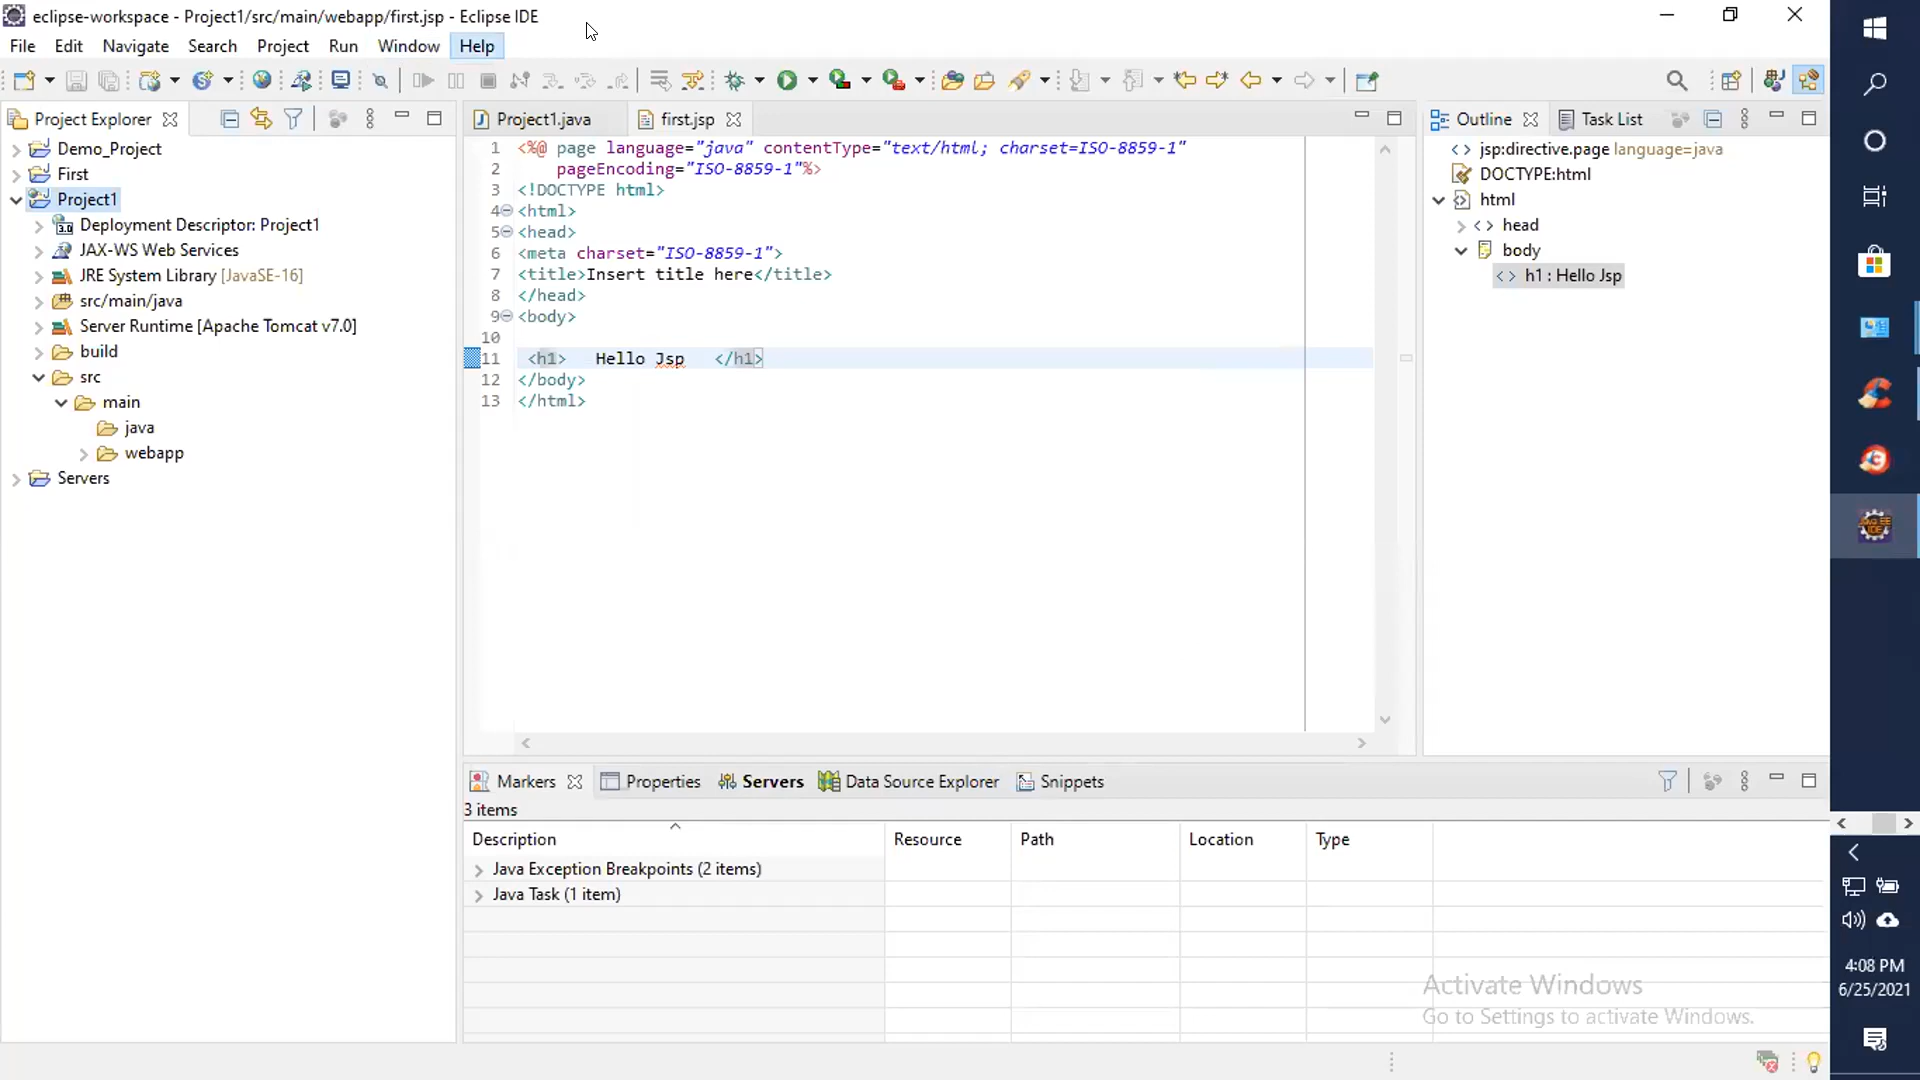 eclipse-workspace - Project1/src/main/webapp/first.jsp - Eclipse IDE
File Edit Navigate Search Project Run Window Help
Project Explorer
Demo_Project
First
Project1
Deployment Descriptor: Project1
JAX-WS Web Services
JRE System Library [JavaSE-16]
src/main/java
Server Runtime [Apache Tomcat v7.0]
build
src
main
java
webapp
Servers
Project1.java first.jsp
1 <%@ page language="java" contentType="text/html; charset=ISO-8859-1"
2 pageEncoding="ISO-8859-1"%>
3 <!DOCTYPE html>
4 <html>
5 <head>
6 <meta charset="ISO-8859-1">
7 <title>Insert title here</title>
8 </head>
9 <body>
10
11 <h1> Hello Jsp </h1>
12 </body>
13 </html>
Outline Task List
jsp:directive.page language=java
DOCTYPE:html
html
head
body
h1 : Hello Jsp
Markers Properties Servers Data Source Explorer Snippets
3 items
Description Resource Path Location Type
Java Exception Breakpoints (2 items)
Java Task (1 item)
Activate Windows
Go to Settings to activate Windows.
4:08 PM
6/25/2021